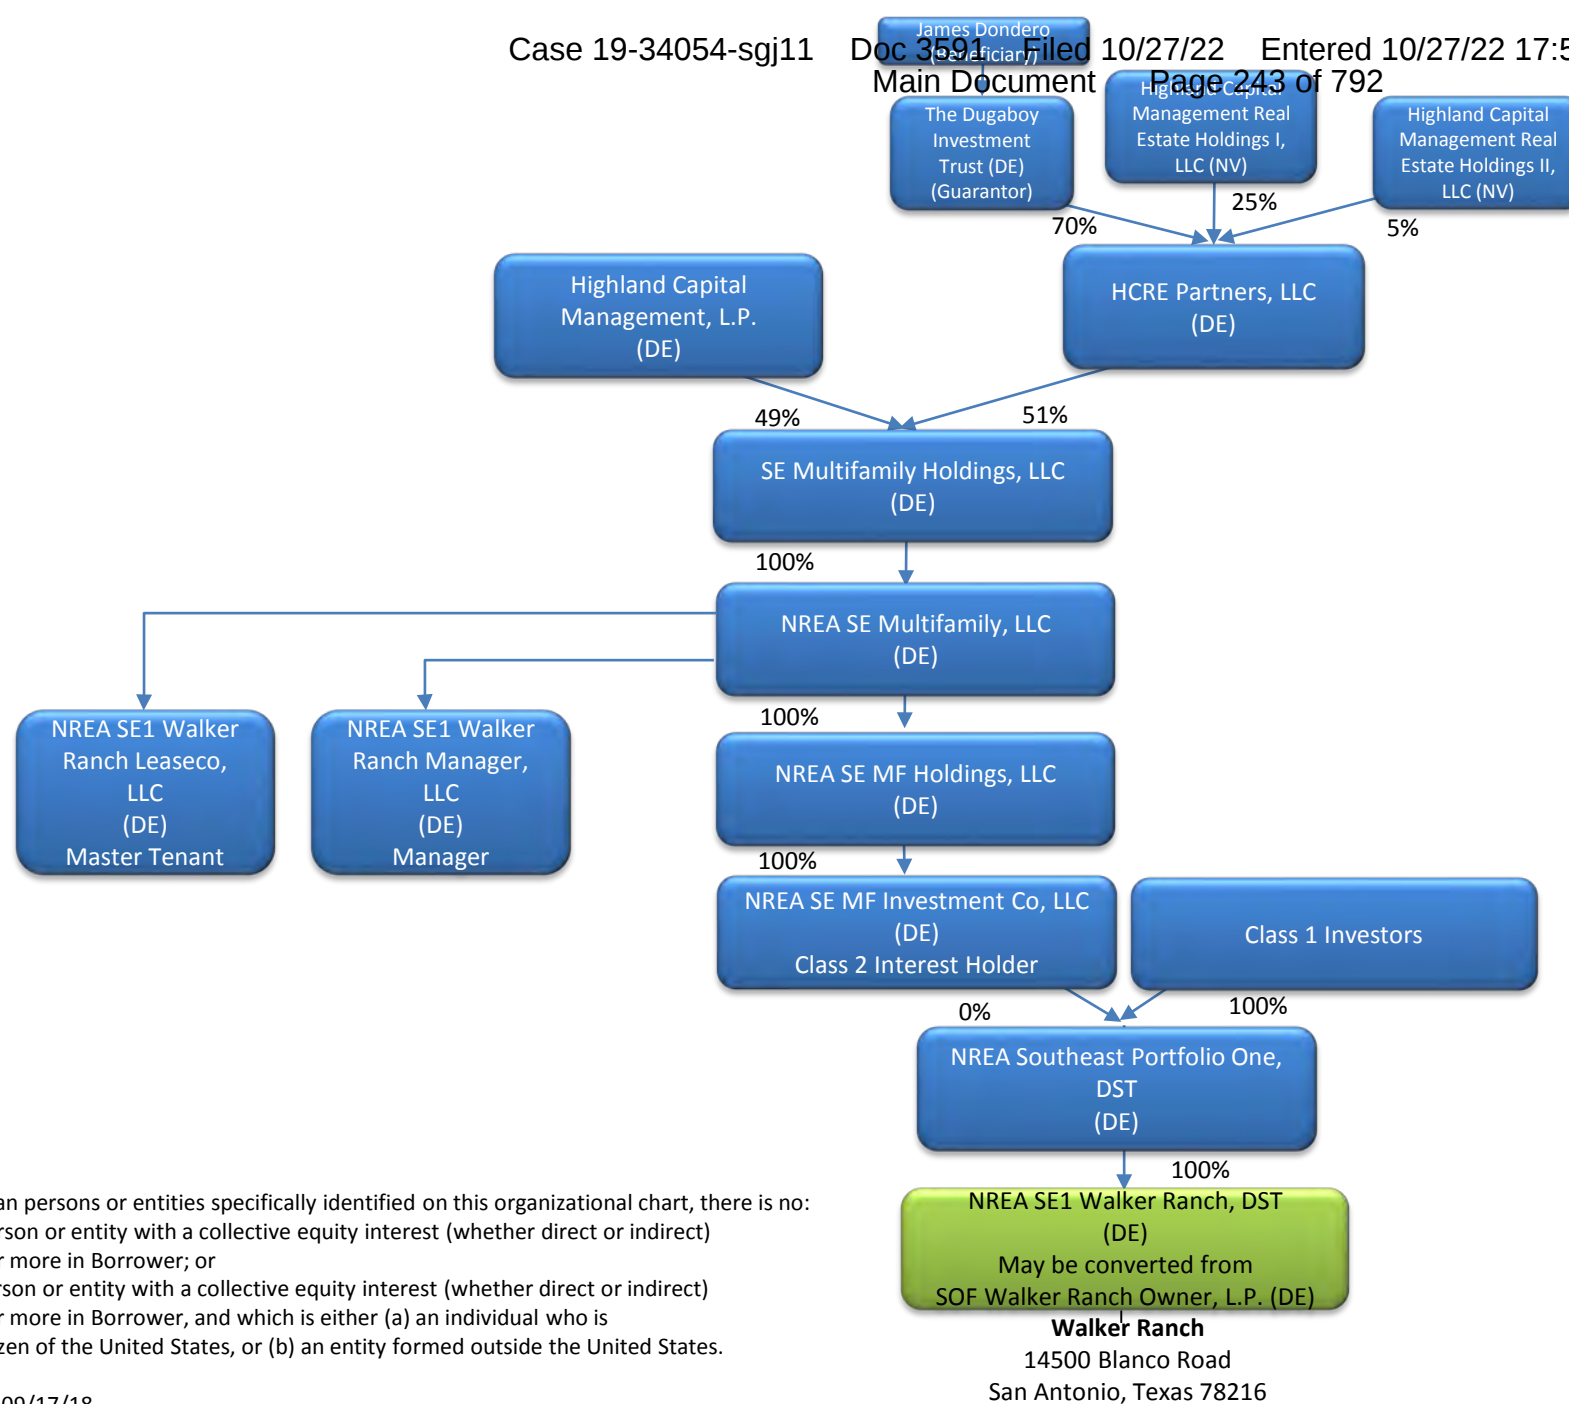 James Dondero
(Beneficiary)
Case 19-34054-sgj11 Doc 3591 Filed 10/27/22 Entered 10/27/22 17:5
Main Document Page 243 of 792
The Dugaboy
Investment
Trust (DE)
(Guarantor)
Highland Capital
Management Real
Estate Holdings I,
LLC (NV)
Highland Capital
Management Real
Estate Holdings II,
LLC (NV)
70%
25%
5%
Highland Capital
Management, L.P.
(DE)
HCRE Partners, LLC
(DE)
49%
51%
SE Multifamily Holdings, LLC
(DE)
100%
NREA SE Multifamily, LLC
(DE)
NREA SE1 Walker
Ranch Leaseco,
LLC
(DE)
Master Tenant
NREA SE1 Walker
Ranch Manager,
LLC
(DE)
Manager
100%
NREA SE MF Holdings, LLC
(DE)
100%
NREA SE MF Investment Co, LLC
(DE)
Class 2 Interest Holder
Class 1 Investors
0%
100%
NREA Southeast Portfolio One,
DST
(DE)
100%
NREA SE1 Walker Ranch, DST
(DE)
May be converted from
SOF Walker Ranch Owner, L.P. (DE)
Walker Ranch
14500 Blanco Road
San Antonio, Texas 78216
an persons or entities specifically identified on this organizational chart, there is no:
rson or entity with a collective equity interest (whether direct or indirect)
r more in Borrower; or
rson or entity with a collective equity interest (whether direct or indirect)
r more in Borrower, and which is either (a) an individual who is
zen of the United States, or (b) an entity formed outside the United States.
09/17/18